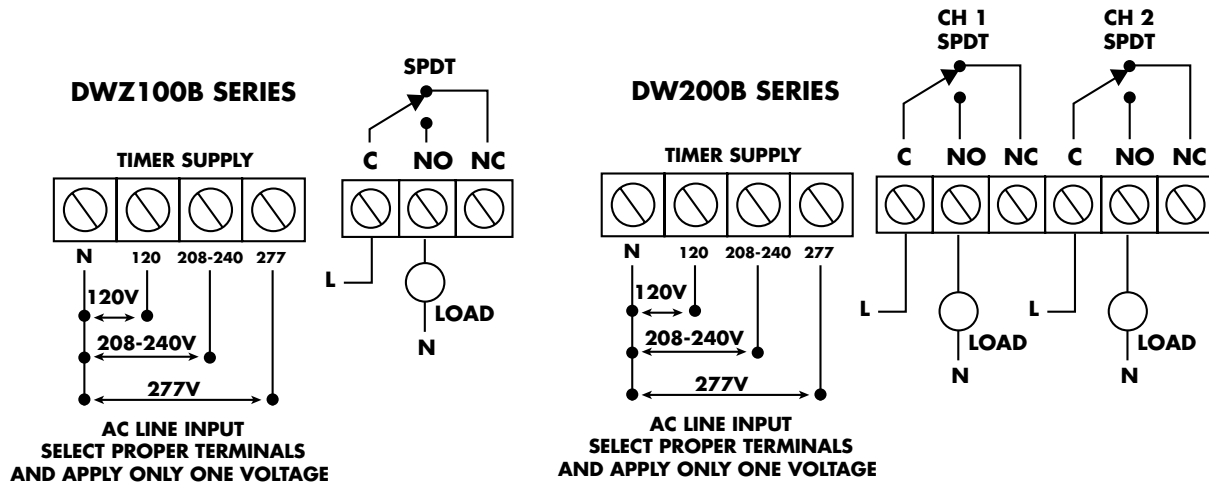 DWZ100B SERIES
SPDT
TIMER SUPPLY
C NO NC
N 120 208-240 277
120V
208-240V
277V
L
LOAD
N
AC LINE INPUT
SELECT PROPER TERMINALS
AND APPLY ONLY ONE VOLTAGE
DW200B SERIES
CH 1
SPDT
CH 2
SPDT
TIMER SUPPLY
C NO NC C NO NC
N 120 208-240 277
120V
208-240V
277V
L
LOAD
N
L
LOAD
N
AC LINE INPUT
SELECT PROPER TERMINALS
AND APPLY ONLY ONE VOLTAGE